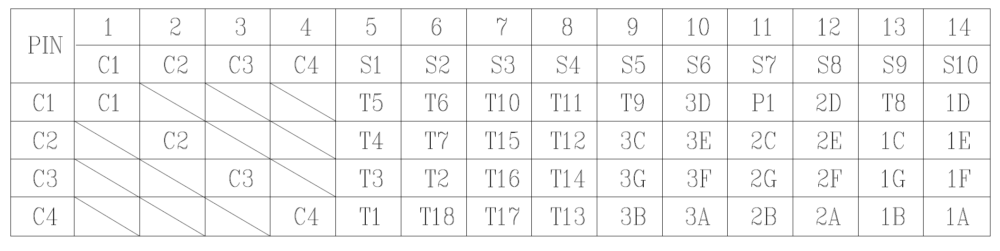 PIN 1 2 3 4 5 6 7 8 9 10 11 12 13 14
C1 C2 C3 C4 S1 S2 S3 S4 S5 S6 S7 S8 S9 S10
C1 C1 T5 T6 T10 T11 T9 3D P1 2D T8 1D
C2 C2 T4 T7 T15 T12 3C 3E 2C 2E 1C 1E
C3 C3 T3 T2 T16 T14 3G 3F 2G 2F 1G 1F
C4 C4 T1 T18 T17 T13 3B 3A 2B 2A 1B 1A